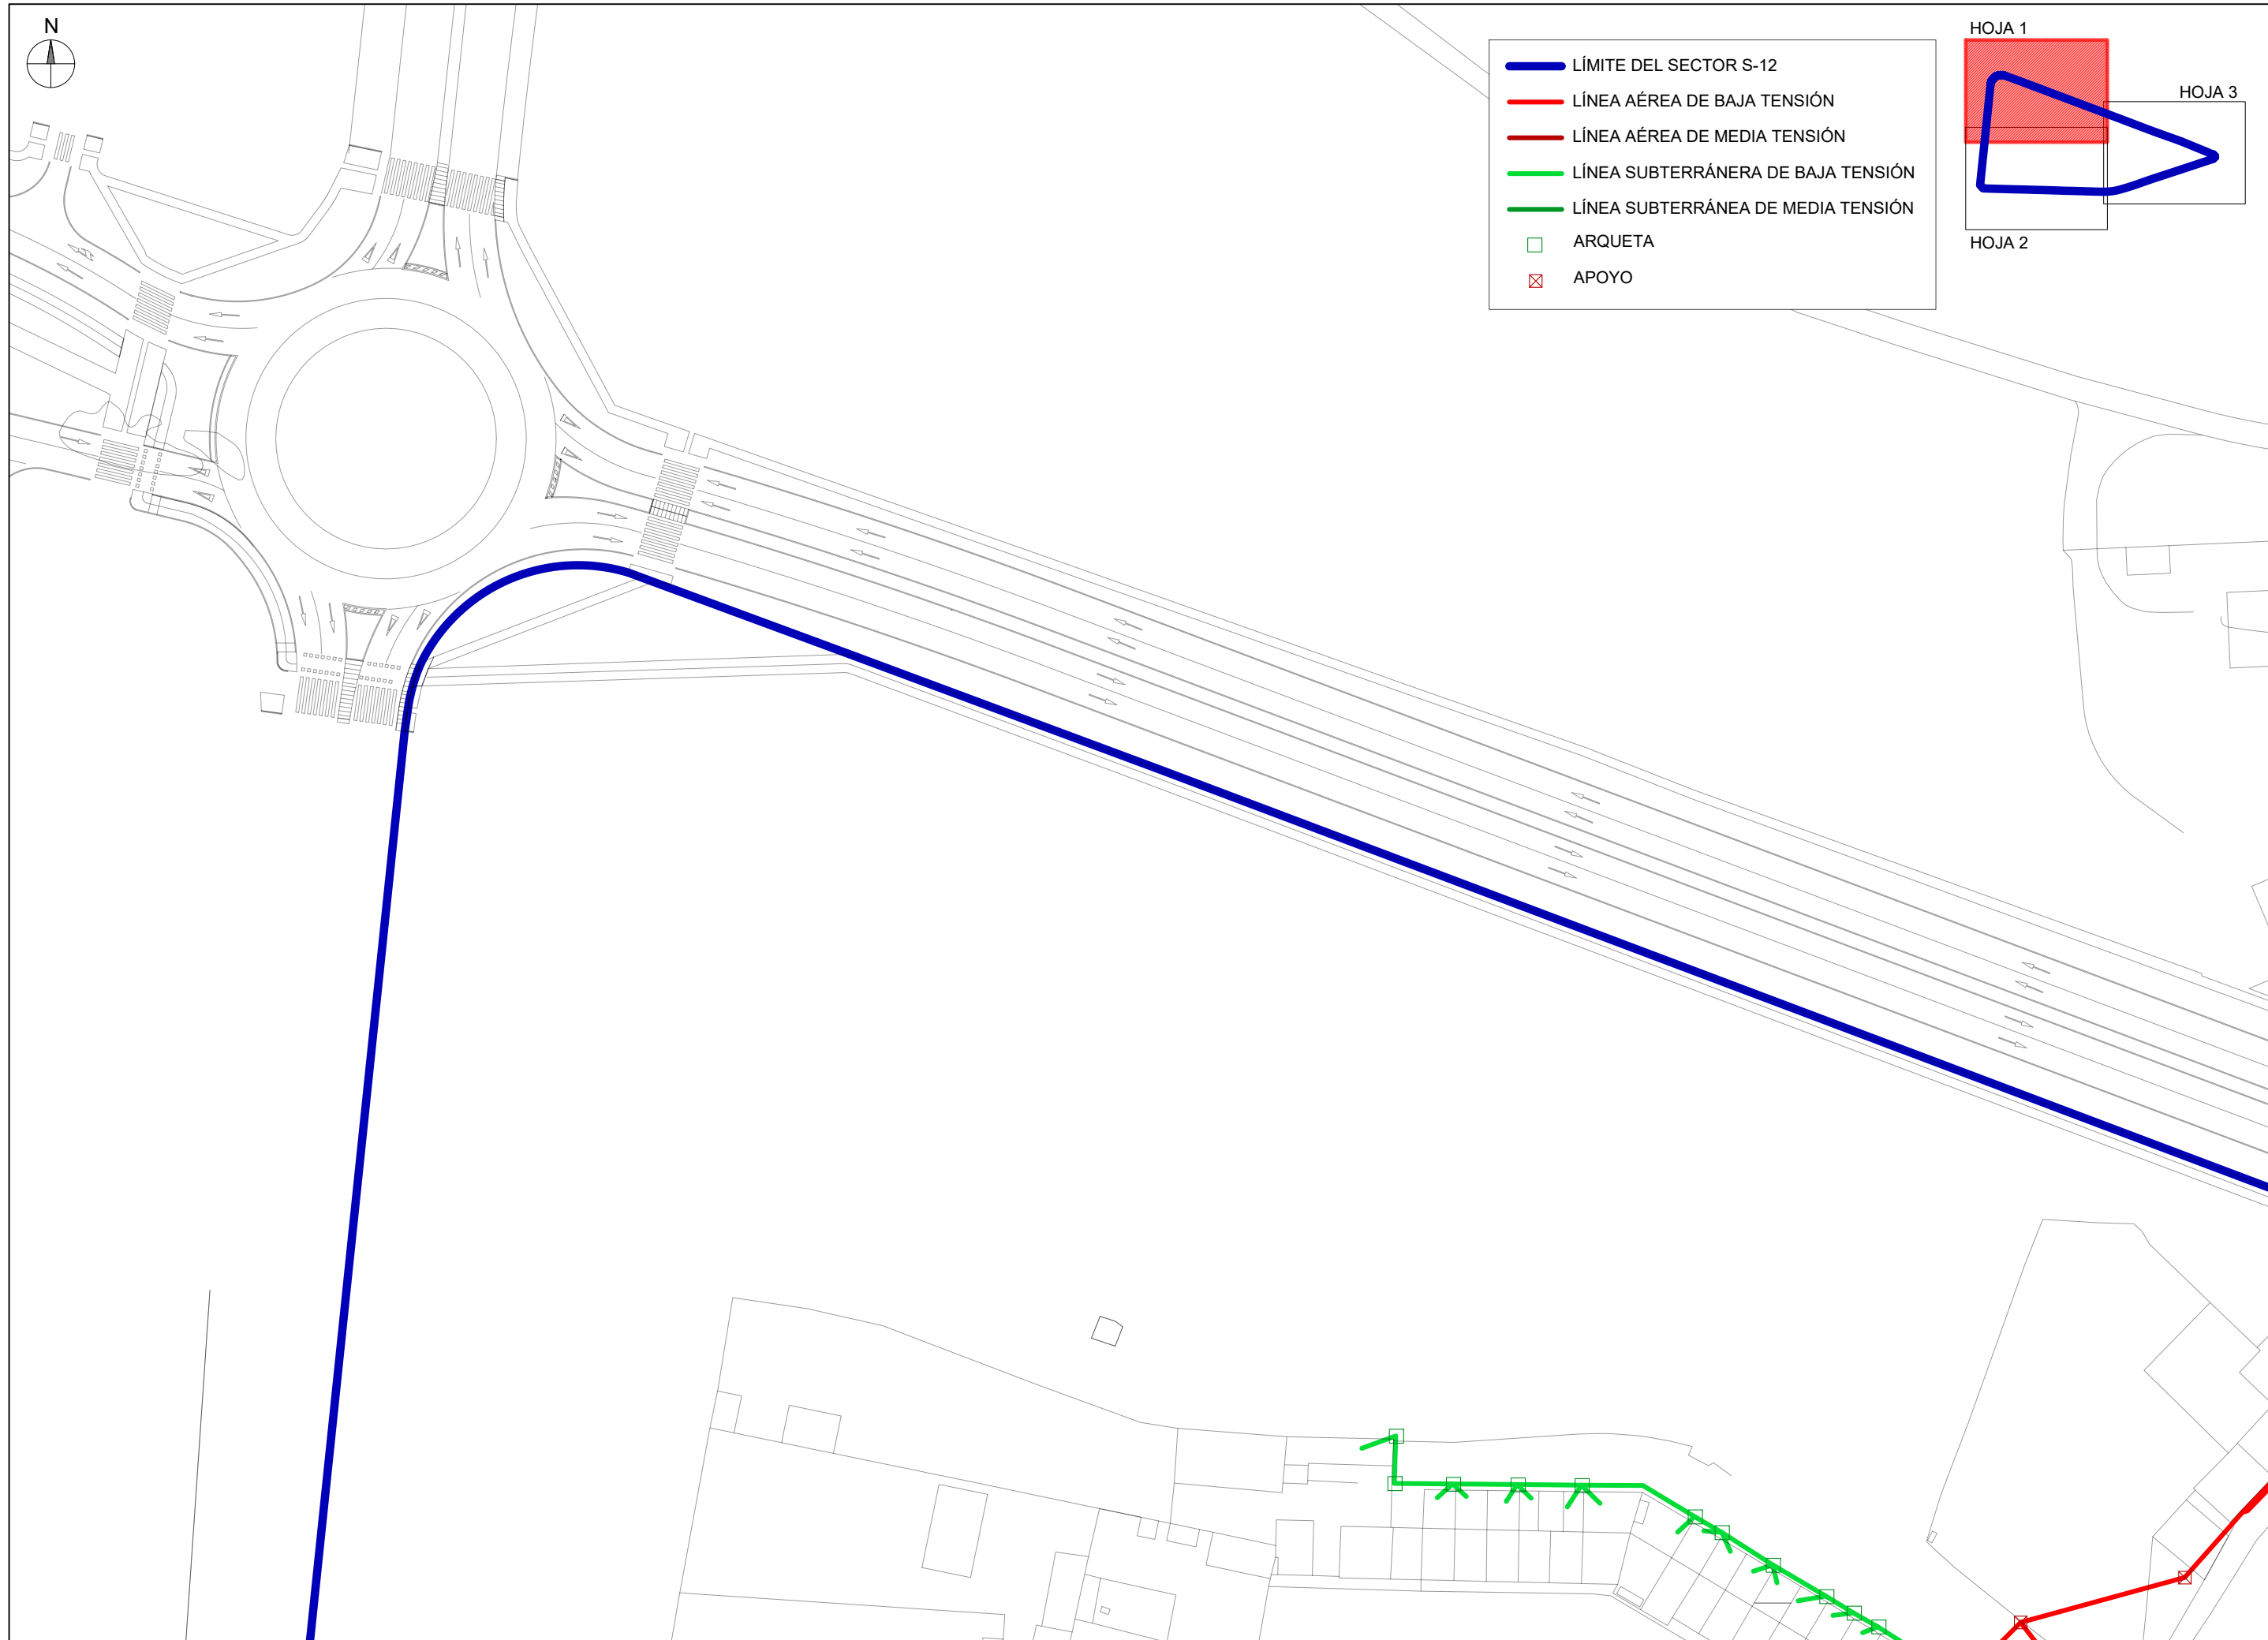 N
LÍMITE DEL SECTOR S-12
LÍNEA AÉREA DE BAJA TENSIÓN
LÍNEA AÉREA DE MEDIA TENSIÓN
LÍNEA SUBTERRÁNERA DE BAJA TENSIÓN
LÍNEA SUBTERRÁNEA DE MEDIA TENSIÓN
ARQUETA
APOYO
HOJA 1
HOJA 3
HOJA 2